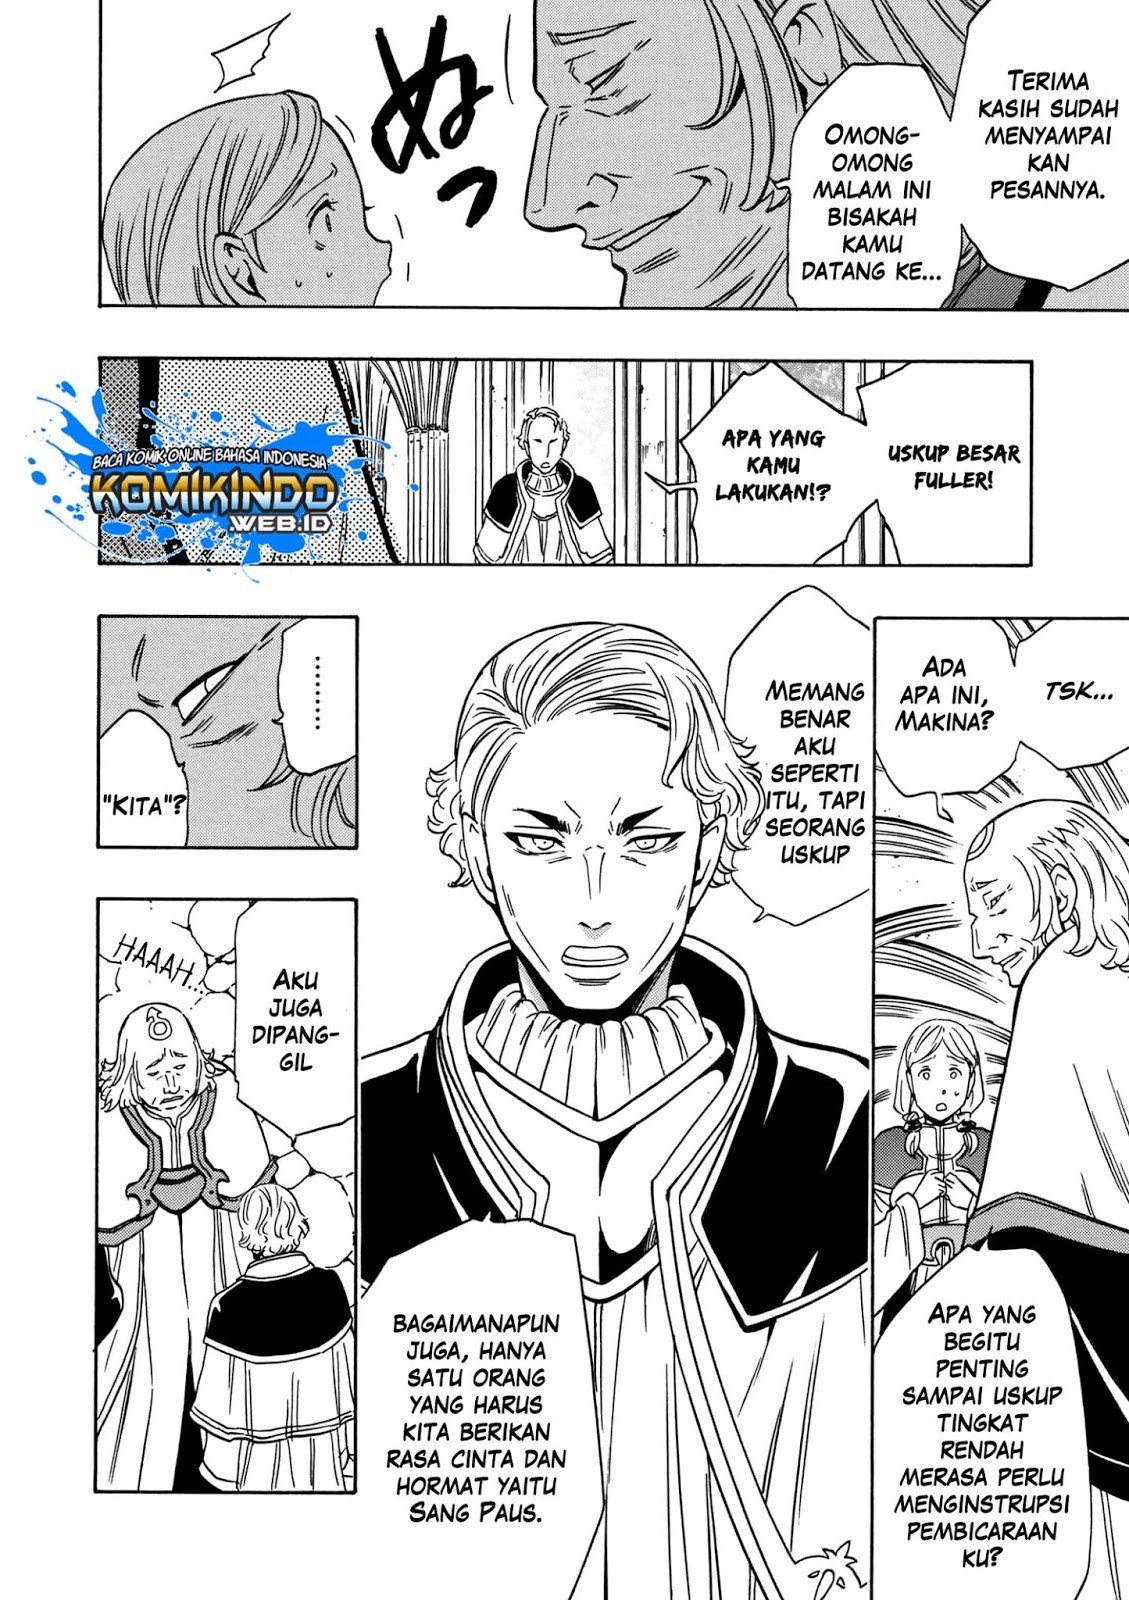 TERIMA
KASIH SUDAH
MENYAMPAI
KAN
PESANNYA.
OMONG-
OMONG
MALAM INI
BISAKAH
KAMU
DATANG KE...
ぬっ
USKUP BESAR
FULLER!
APA YANG
KAMU
LAKUKAN!?
BACA KOMIK ONLINE BAHASA INDONESIA
KOMIKINDO
.WEB.ID
TSK...
ADA
APA INI,
MAKINA?
APA YANG
BEGITU
PENTING
SAMPAI USKUP
TINGKAT
RENDAH
MERASA PERLU
MENGINSTRUPSI
PEMBICARAAN
KU?
MEMANG
BENAR
AKU
SEPERTI
ITU, TAPI
SEORANG
USKUP
BAGAIMANAPUN
JUGA, HANYA
SATU ORANG
YANG HARUS
KITA BERIKAN
RASA CINTA DAN
HORMAT YAITU
SANG PAUS.
........
"KITA"?
AKU
JUGA
DIPANG-
GIL
HAAAH...